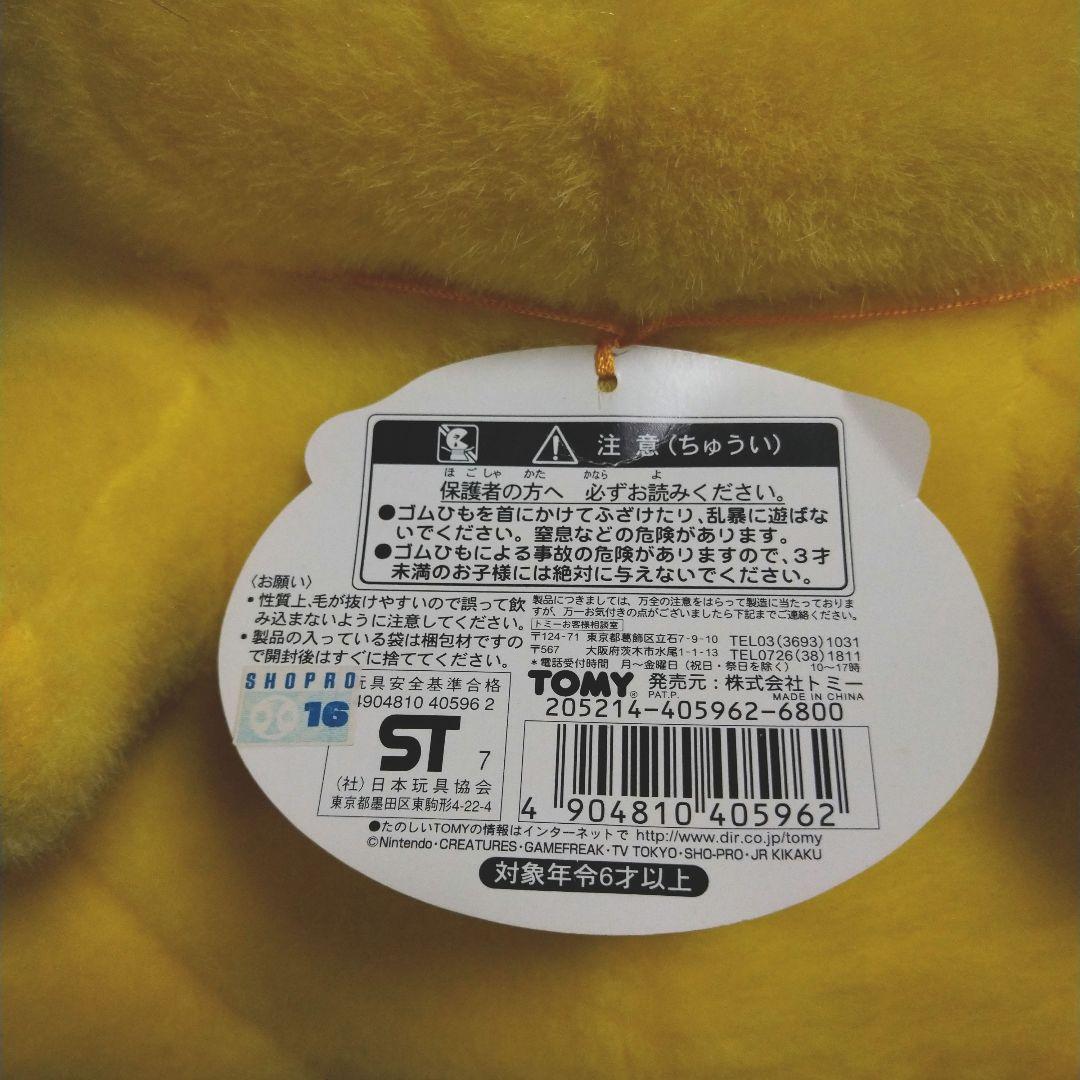 注意(ちゅうい)
ほごしゃ かた かなら よ
保護者の方へ 必ずお読みください。
●ゴムひもを首にかけてふざけたり、乱暴に遊ばな
いでください。窒息などの危険があります。
●ゴムひもによる事故の危険がありますので、3才
未満のお子様には絶対に与えないでください。
〈お願い〉
・性質上、毛が抜けやすいので誤って飲
み込まないように注意してください。
・製品の入っている袋は梱包材ですの
で開封後はすぐに捨ててください。
製品につきましては、万全の注意をはらって製造に当たっておりま
すが、万一お気付きの点がございましたら下記までご連絡ください。
トミーお客様相談室
〒124-71 東京都葛飾区立石7-9-10 TEL03(3693)1031
〒567 大阪府茨木市水尾1-1-13 TEL0726(38)1811
*電話受付時間 月〜金曜日(祝日・祭日を除く) 10〜17時
TOMY® 発売元:株式会社トミー
PAT.P. MADE IN CHINA
205214-405962-6800
4 904810 405962
SHOPRO
16
玩具安全基準合格
4904810 40596 2
ST 7
(社)日本玩具協会
東京都墨田区東駒形4-22-4
●たのしいTOMYの情報はインターネットで http://www.dir.co.jp/tomy
©Nintendo・CREATURES・GAMEFREAK・TV TOKYO・SHO-PRO・JR KIKAKU
対象年令6才以上